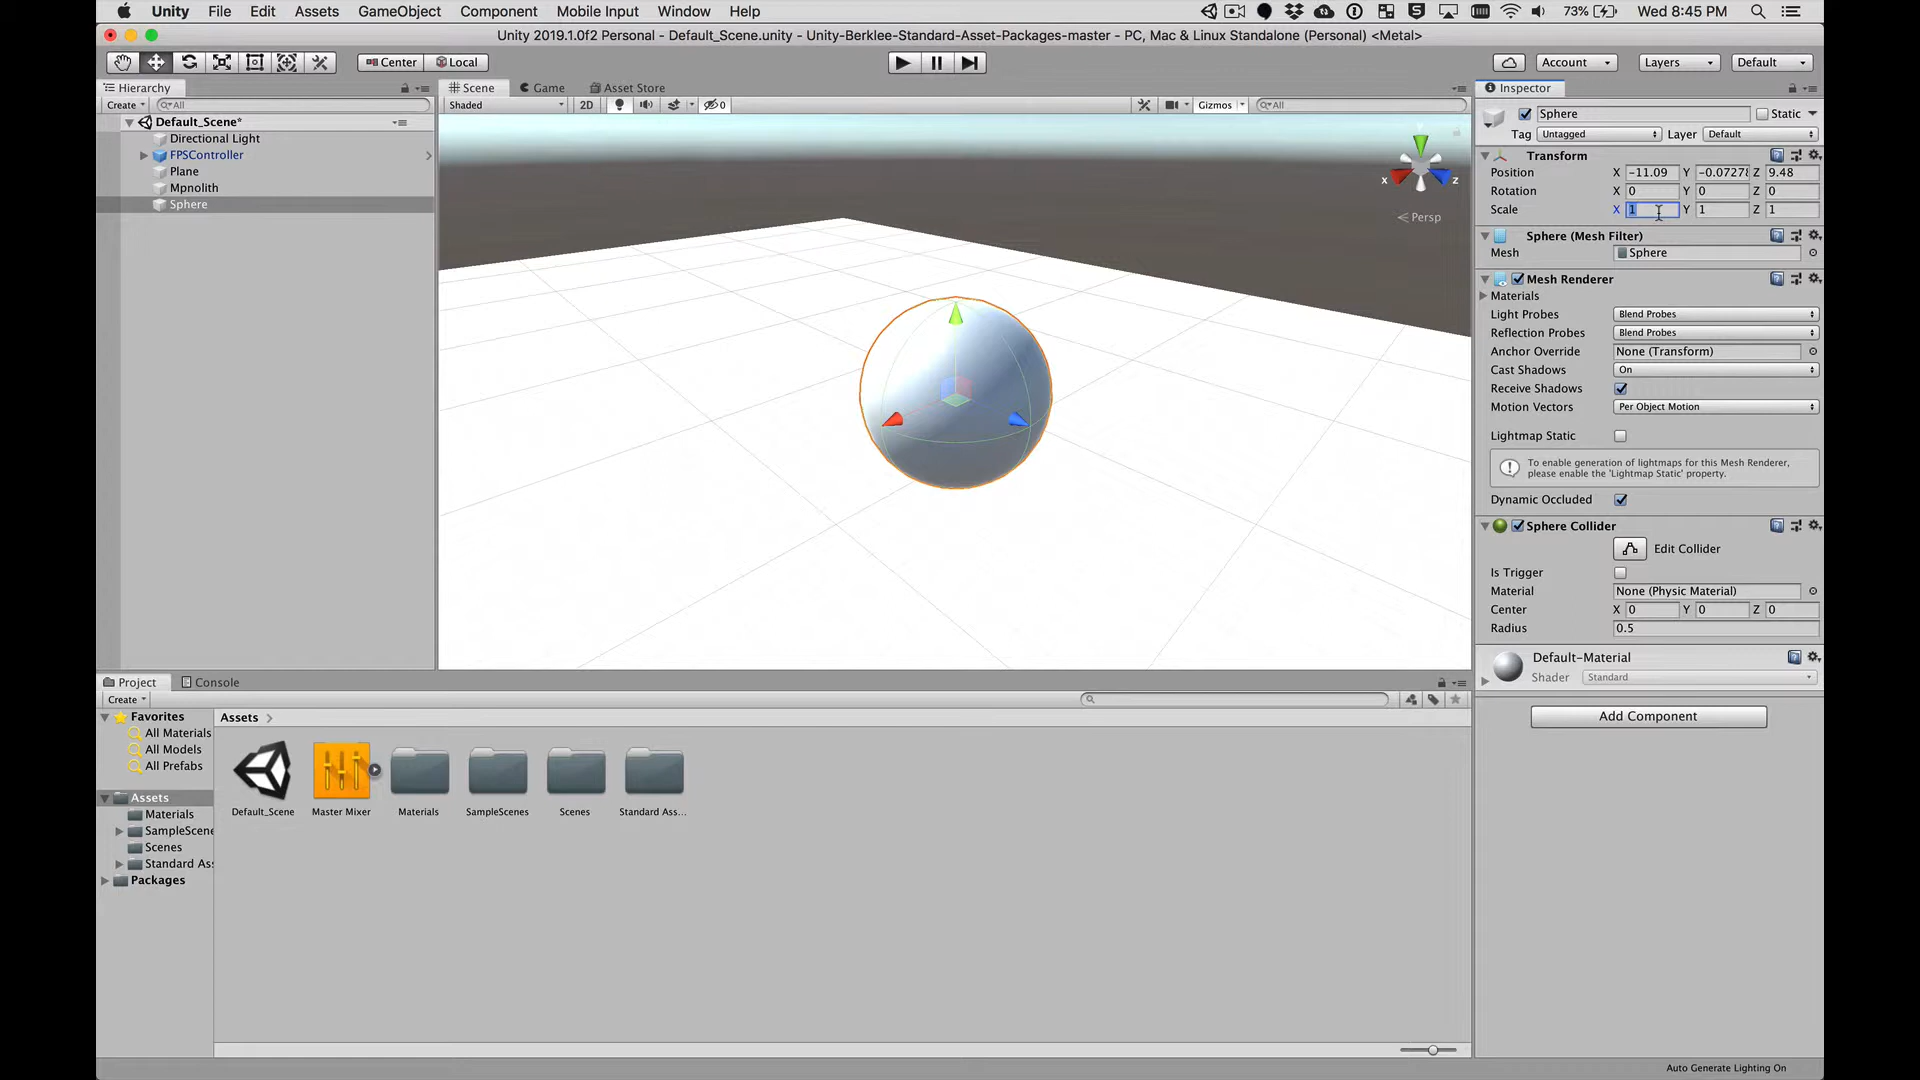 Unity File Edit Assets GameObject Component Mobile Input Window Help 73% Wed 8:45 PM
Unity 2019.1.0f2 Personal - Default_Scene.unity - Unity-Berklee-Standard-Asset-Packages-master - PC, Mac & Linux Standalone (Personal) <Metal>
Center Local Account Layers Default
Hierarchy Scene Game Asset Store Inspector
Create All Shaded 2D 0 Gizmos All
Default_Scene*
Directional Light
FPSController
Plane
Mpnolith
Sphere
x y z
Persp
Sphere Static
Tag Untagged Layer Default
Transform
Position X -11.09 Y -0.07278 Z 9.48
Rotation X 0 Y 0 Z 0
Scale X 1 Y 1 Z 1
Sphere (Mesh Filter)
Mesh Sphere
Mesh Renderer
Materials
Light Probes Blend Probes
Reflection Probes Blend Probes
Anchor Override None (Transform)
Cast Shadows On
Receive Shadows
Motion Vectors Per Object Motion
Lightmap Static
To enable generation of lightmaps for this Mesh Renderer,
please enable the 'Lightmap Static' property.
Dynamic Occluded
Sphere Collider
Edit Collider
Is Trigger
Material None (Physic Material)
Center X 0 Y 0 Z 0
Radius 0.5
Default-Material
Shader Standard
Add Component
Project Console
Create
Favorites
All Materials
All Models
All Prefabs
Assets
Materials
SampleScene
Scenes
Standard Ass
Packages
Assets
Default_Scene Master Mixer Materials SampleScenes Scenes Standard Ass...
Auto Generate Lighting On